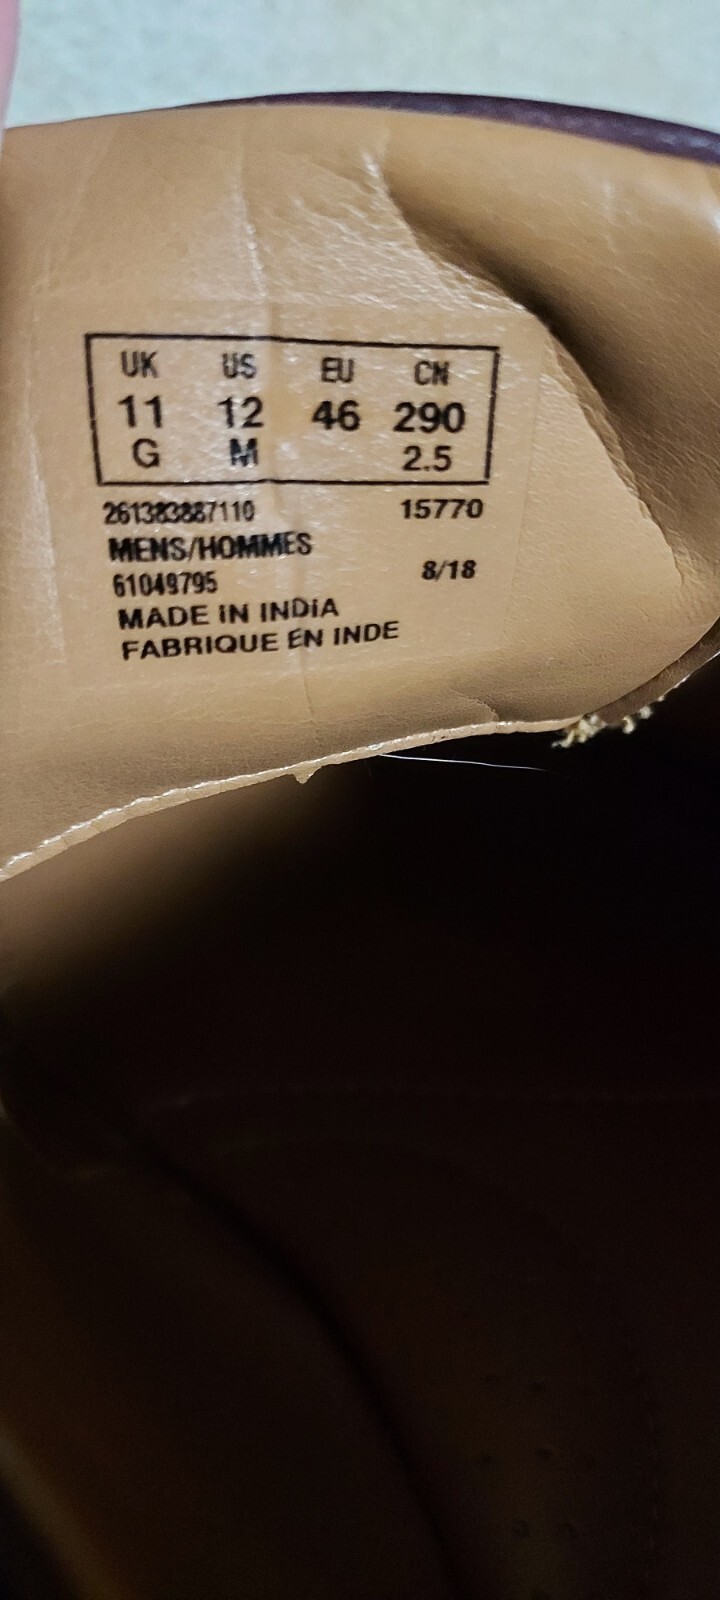 UK US EU CN
11 12 46 290
G M 2.5
261383887110 15770
MENS/HOMMES
61049795 8/18
MADE IN INDIA
FABRIQUE EN INDE